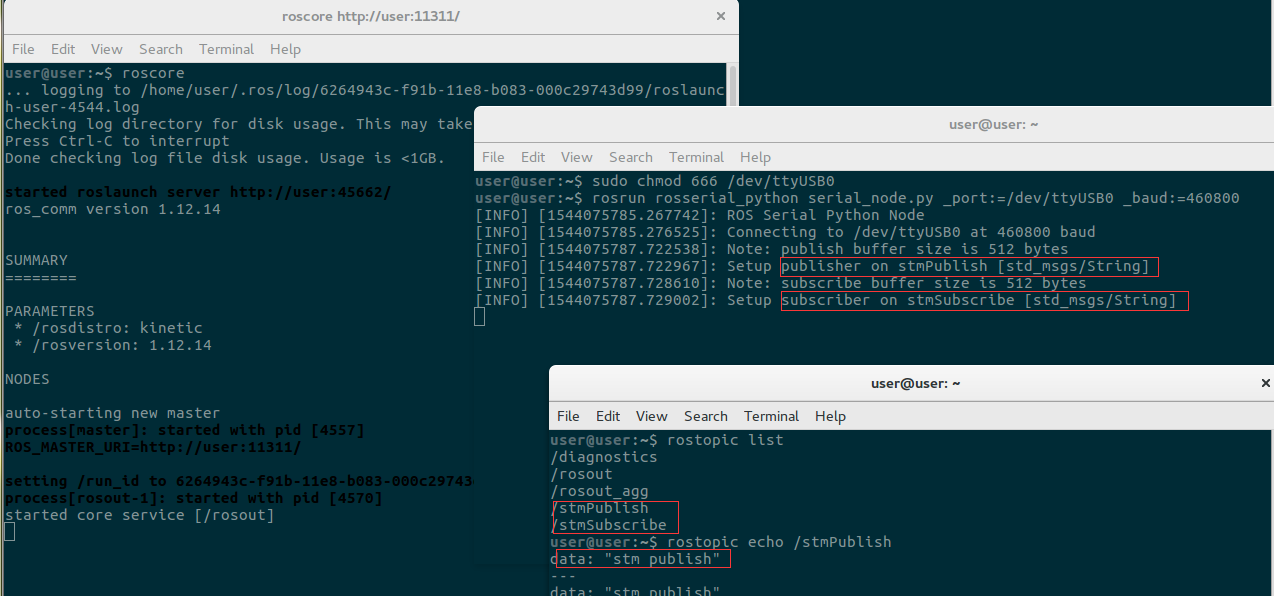 roscore http://user:11311/
File Edit View Search Terminal Help
user@user:~$ roscore
... logging to /home/user/.ros/log/6264943c-f91b-11e8-b083-000c29743d99/roslaunc
h-user-4544.log
Checking log directory for disk usage. This may take
Press Ctrl-C to interrupt
Done checking log file disk usage. Usage is <1GB.
started roslaunch server http://user:45662/
ros_comm version 1.12.14
SUMMARY
========
PARAMETERS
* /rosdistro: kinetic
* /rosversion: 1.12.14
NODES
auto-starting new master
process[master]: started with pid [4557]
ROS_MASTER_URI=http://user:11311/
setting /run_id to 6264943c-f91b-11e8-b083-000c29743
process[rosout-1]: started with pid [4570]
started core service [/rosout]
user@user: ~
File Edit View Search Terminal Help
user@user:~$ sudo chmod 666 /dev/ttyUSB0
user@user:~$ rosrun rosserial_python serial_node.py _port:=/dev/ttyUSB0 _baud:=460800
[INFO] [1544075785.267742]: ROS Serial Python Node
[INFO] [1544075785.276525]: Connecting to /dev/ttyUSB0 at 460800 baud
[INFO] [1544075787.722538]: Note: publish buffer size is 512 bytes
[INFO] [1544075787.722967]: Setup publisher on stmPublish [std_msgs/String]
[INFO] [1544075787.728610]: Note: subscribe buffer size is 512 bytes
[INFO] [1544075787.729002]: Setup subscriber on stmSubscribe [std_msgs/String]
user@user: ~
File Edit View Search Terminal Help
user@user:~$ rostopic list
/diagnostics
/rosout
/rosout_agg
/stmPublish
/stmSubscribe
user@user:~$ rostopic echo /stmPublish
data: "stm publish"
---
data: "stm publish"